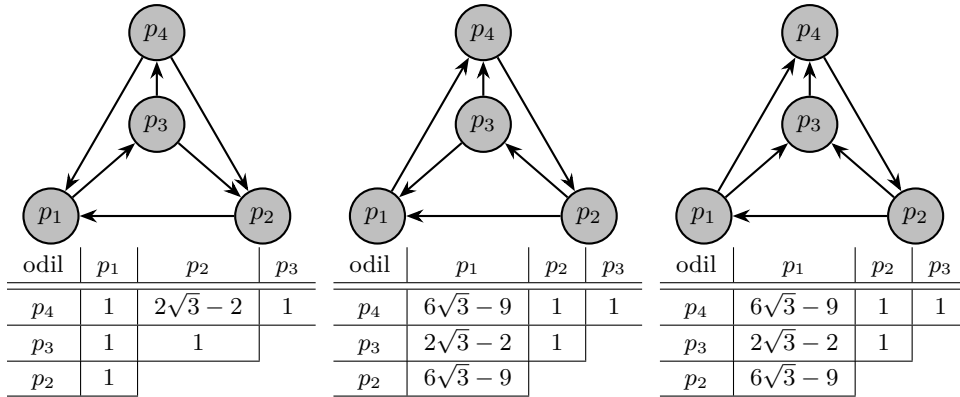 p₄ p₄ p₄
p₃ p₃ p₃
p₁ p₂ p₁ p₂ p₁ p₂
odil p₁ p₂ p₃ odil p₁ p₂ p₃ odil p₁ p₂ p₃
p₄ 1 2√3 − 2 1 p₄ 6√3 − 9 1 1 p₄ 6√3 − 9 1 1
p₃ 1 1 p₃ 2√3 − 2 1 p₃ 2√3 − 2 1
p₂ 1 p₂ 6√3 − 9 p₂ 6√3 − 9